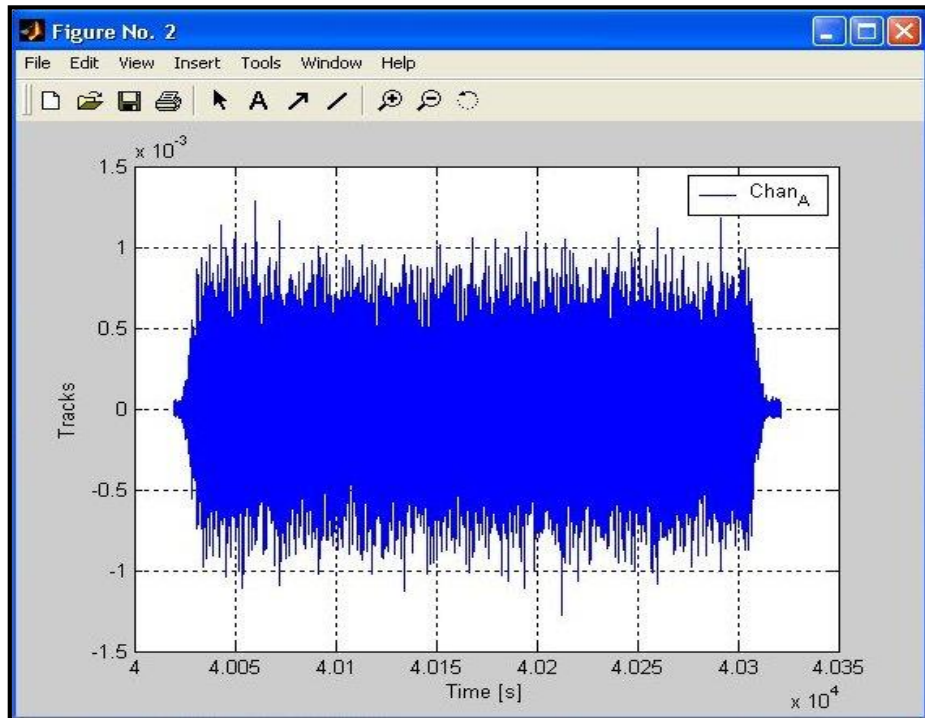 Figure No. 2
File Edit View Insert Tools Window Help
A
x 10^-3
1.5
Chan_A
1
0.5
0
-0.5
-1
-1.5
Tracks
4 4.005 4.01 4.015 4.02 4.025 4.03 4.035
Time [s]
x 10^4